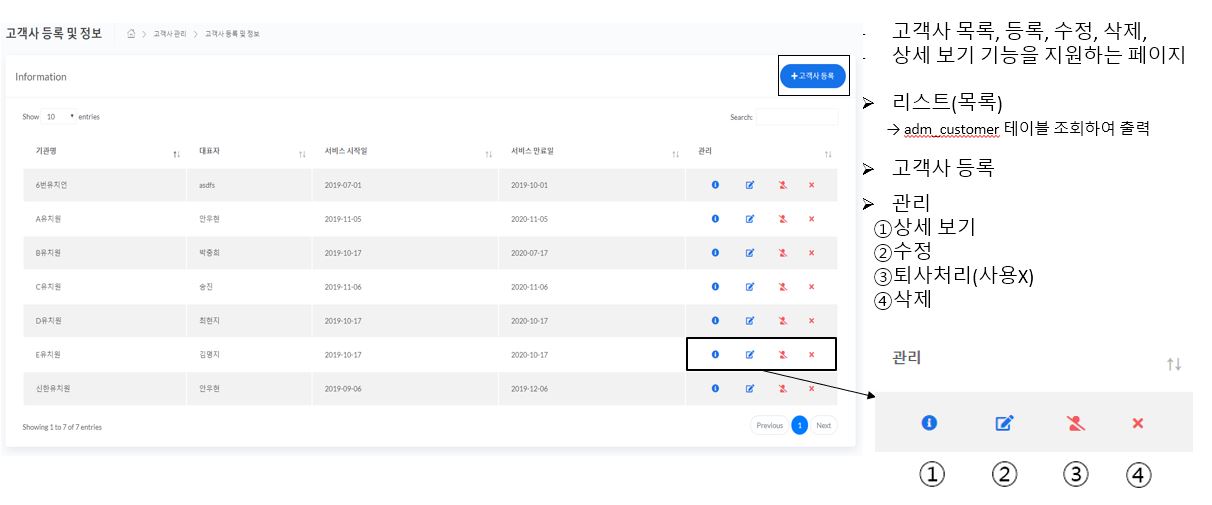 고객사 등록 및 정보
고객사 관리 > 고객사 등록 및 정보
Information
+고객사 등록
Show 10 entries
Search:
기관명 대표자 서비스 시작일 서비스 만료일 관리
6번유치언 asdfs 2019-07-01 2019-10-01
A유치원 안우현 2019-11-05 2020-11-05
B유치원 박중희 2019-10-17 2020-07-17
C유치원 승진 2019-11-06 2020-11-06
D유치원 최현지 2019-10-17 2020-10-17
E유치원 김명지 2019-10-17 2020-10-17
신한유치원 안우현 2019-09-06 2019-12-06
Showing 1 to 7 of 7 entries
Previous 1 Next
- 고객사 목록, 등록, 수정, 삭제,
- 상세 보기 기능을 지원하는 페이지
➢ 리스트(목록)
→ adm_customer 테이블 조회하여 출력
➢ 고객사 등록
➢ 관리
①상세 보기
②수정
③퇴사처리(사용X)
④삭제
관리
① ② ③ ④